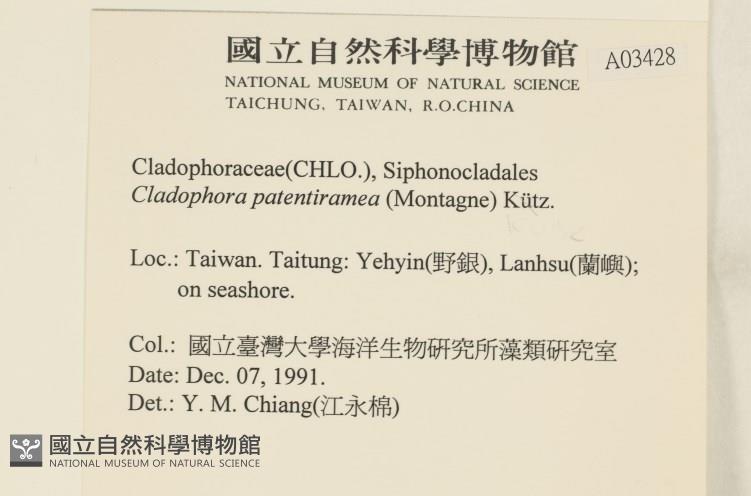 國立自然科學博物館
A03428
NATIONAL MUSEUM OF NATURAL SCIENCE
TAICHUNG, TAIWAN, R.O.CHINA
Cladophoraceae(CHLO.), Siphonocladales
Cladophora patentiramea (Montagne) Kütz.
Loc.: Taiwan. Taitung: Yehyin(野銀), Lanhsu(蘭嶼);
on seashore.
Col.: 國立臺灣大學海洋生物研究所藻類研究室
Date: Dec. 07, 1991.
Det.: Y. M. Chiang(江永棉)
國立自然科學博物館
NATIONAL MUSEUM OF NATURAL SCIENCE